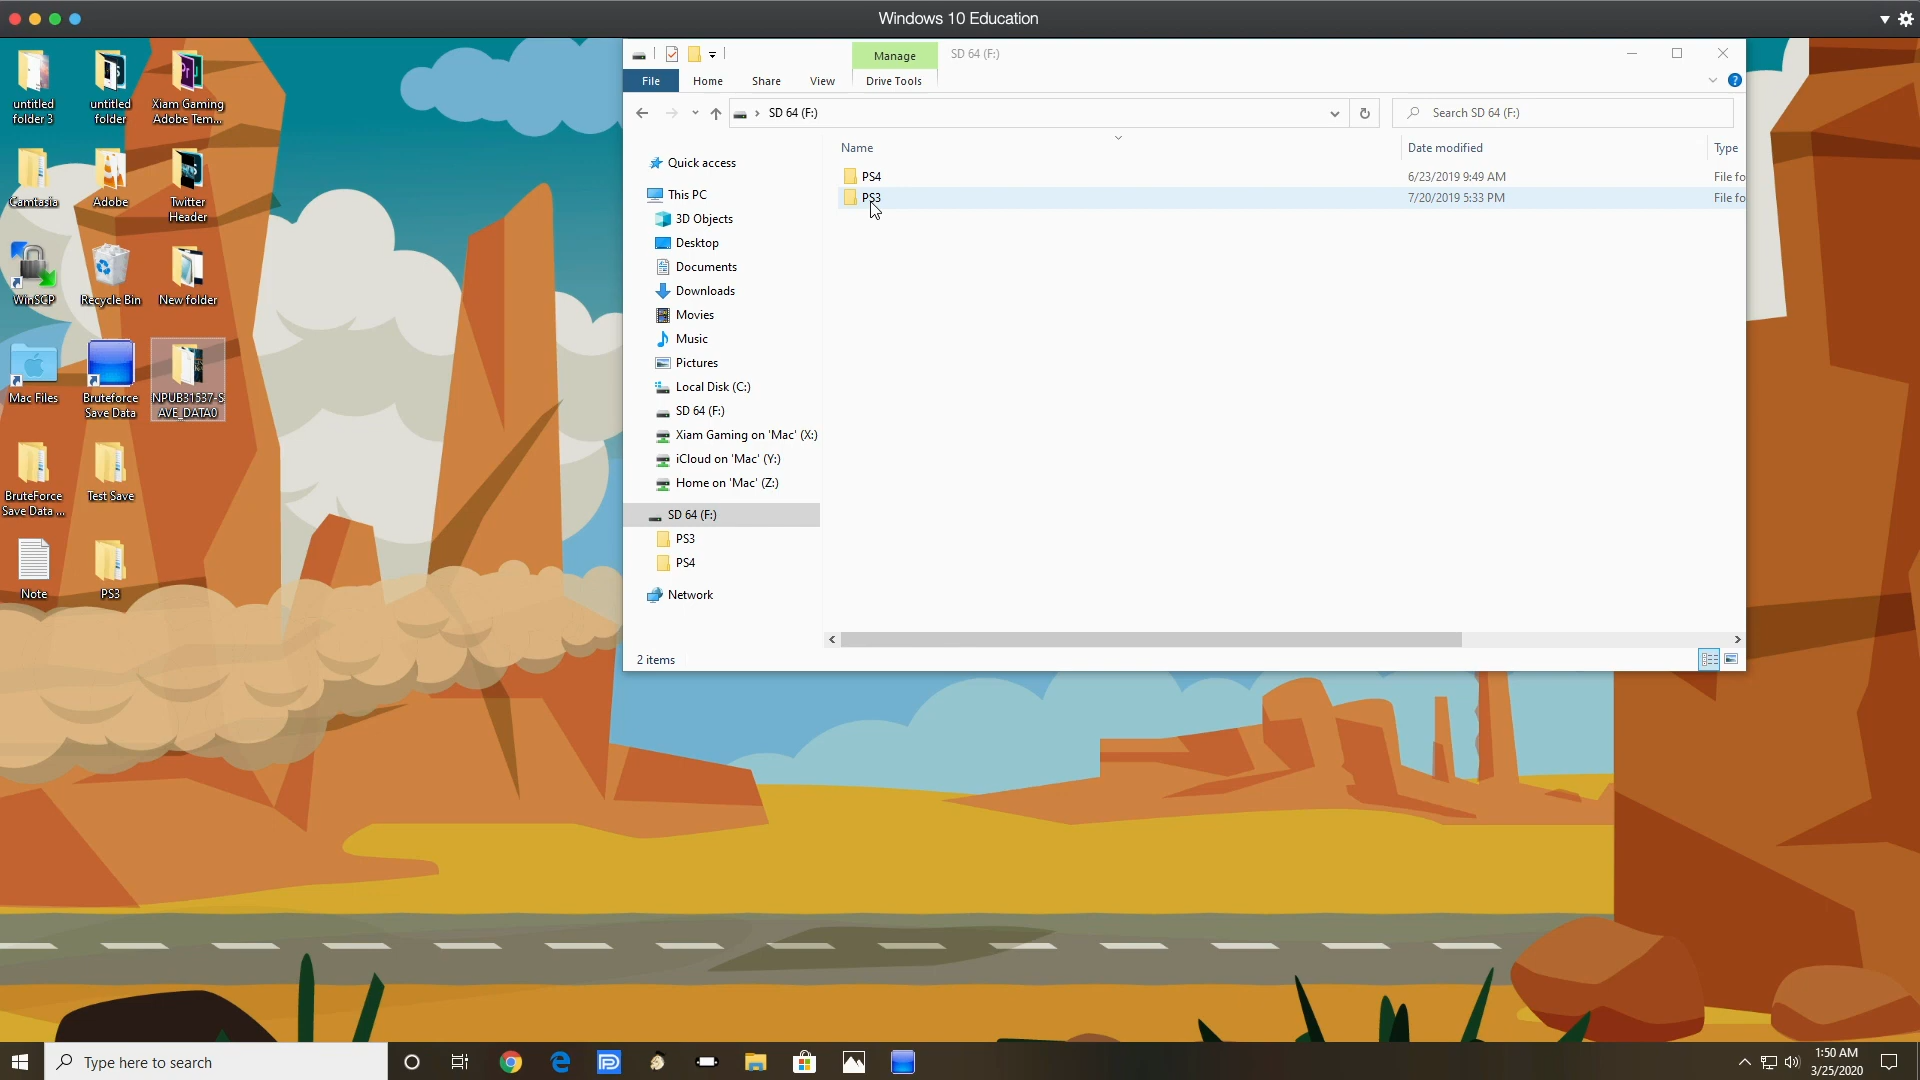 Windows 10 Education
untitled
folder 3
untitled
folder
Xiam Gaming
Adobe Tem...
Camtasia
Adobe
Twitter
Header
WinSCP
Recycle Bin
New folder
Mac Files
Bruteforce
Save Data
NPUB31537-S
AVE_DATA0
BruteForce
Save Data ...
Test Save
Note
PS3
Manage
SD 64 (F:)
File
Home
Share
View
Drive Tools
SD 64 (F:)
Search SD 64 (F:)
Name
Date modified
Type
PS4
6/23/2019 9:49 AM
File fo
PS3
7/20/2019 5:33 PM
File fo
Quick access
This PC
3D Objects
Desktop
Documents
Downloads
Movies
Music
Pictures
Local Disk (C:)
SD 64 (F:)
Xiam Gaming on 'Mac' (X:)
iCloud on 'Mac' (Y:)
Home on 'Mac' (Z:)
SD 64 (F:)
PS3
PS4
Network
2 items
Type here to search
1:50 AM
3/25/2020